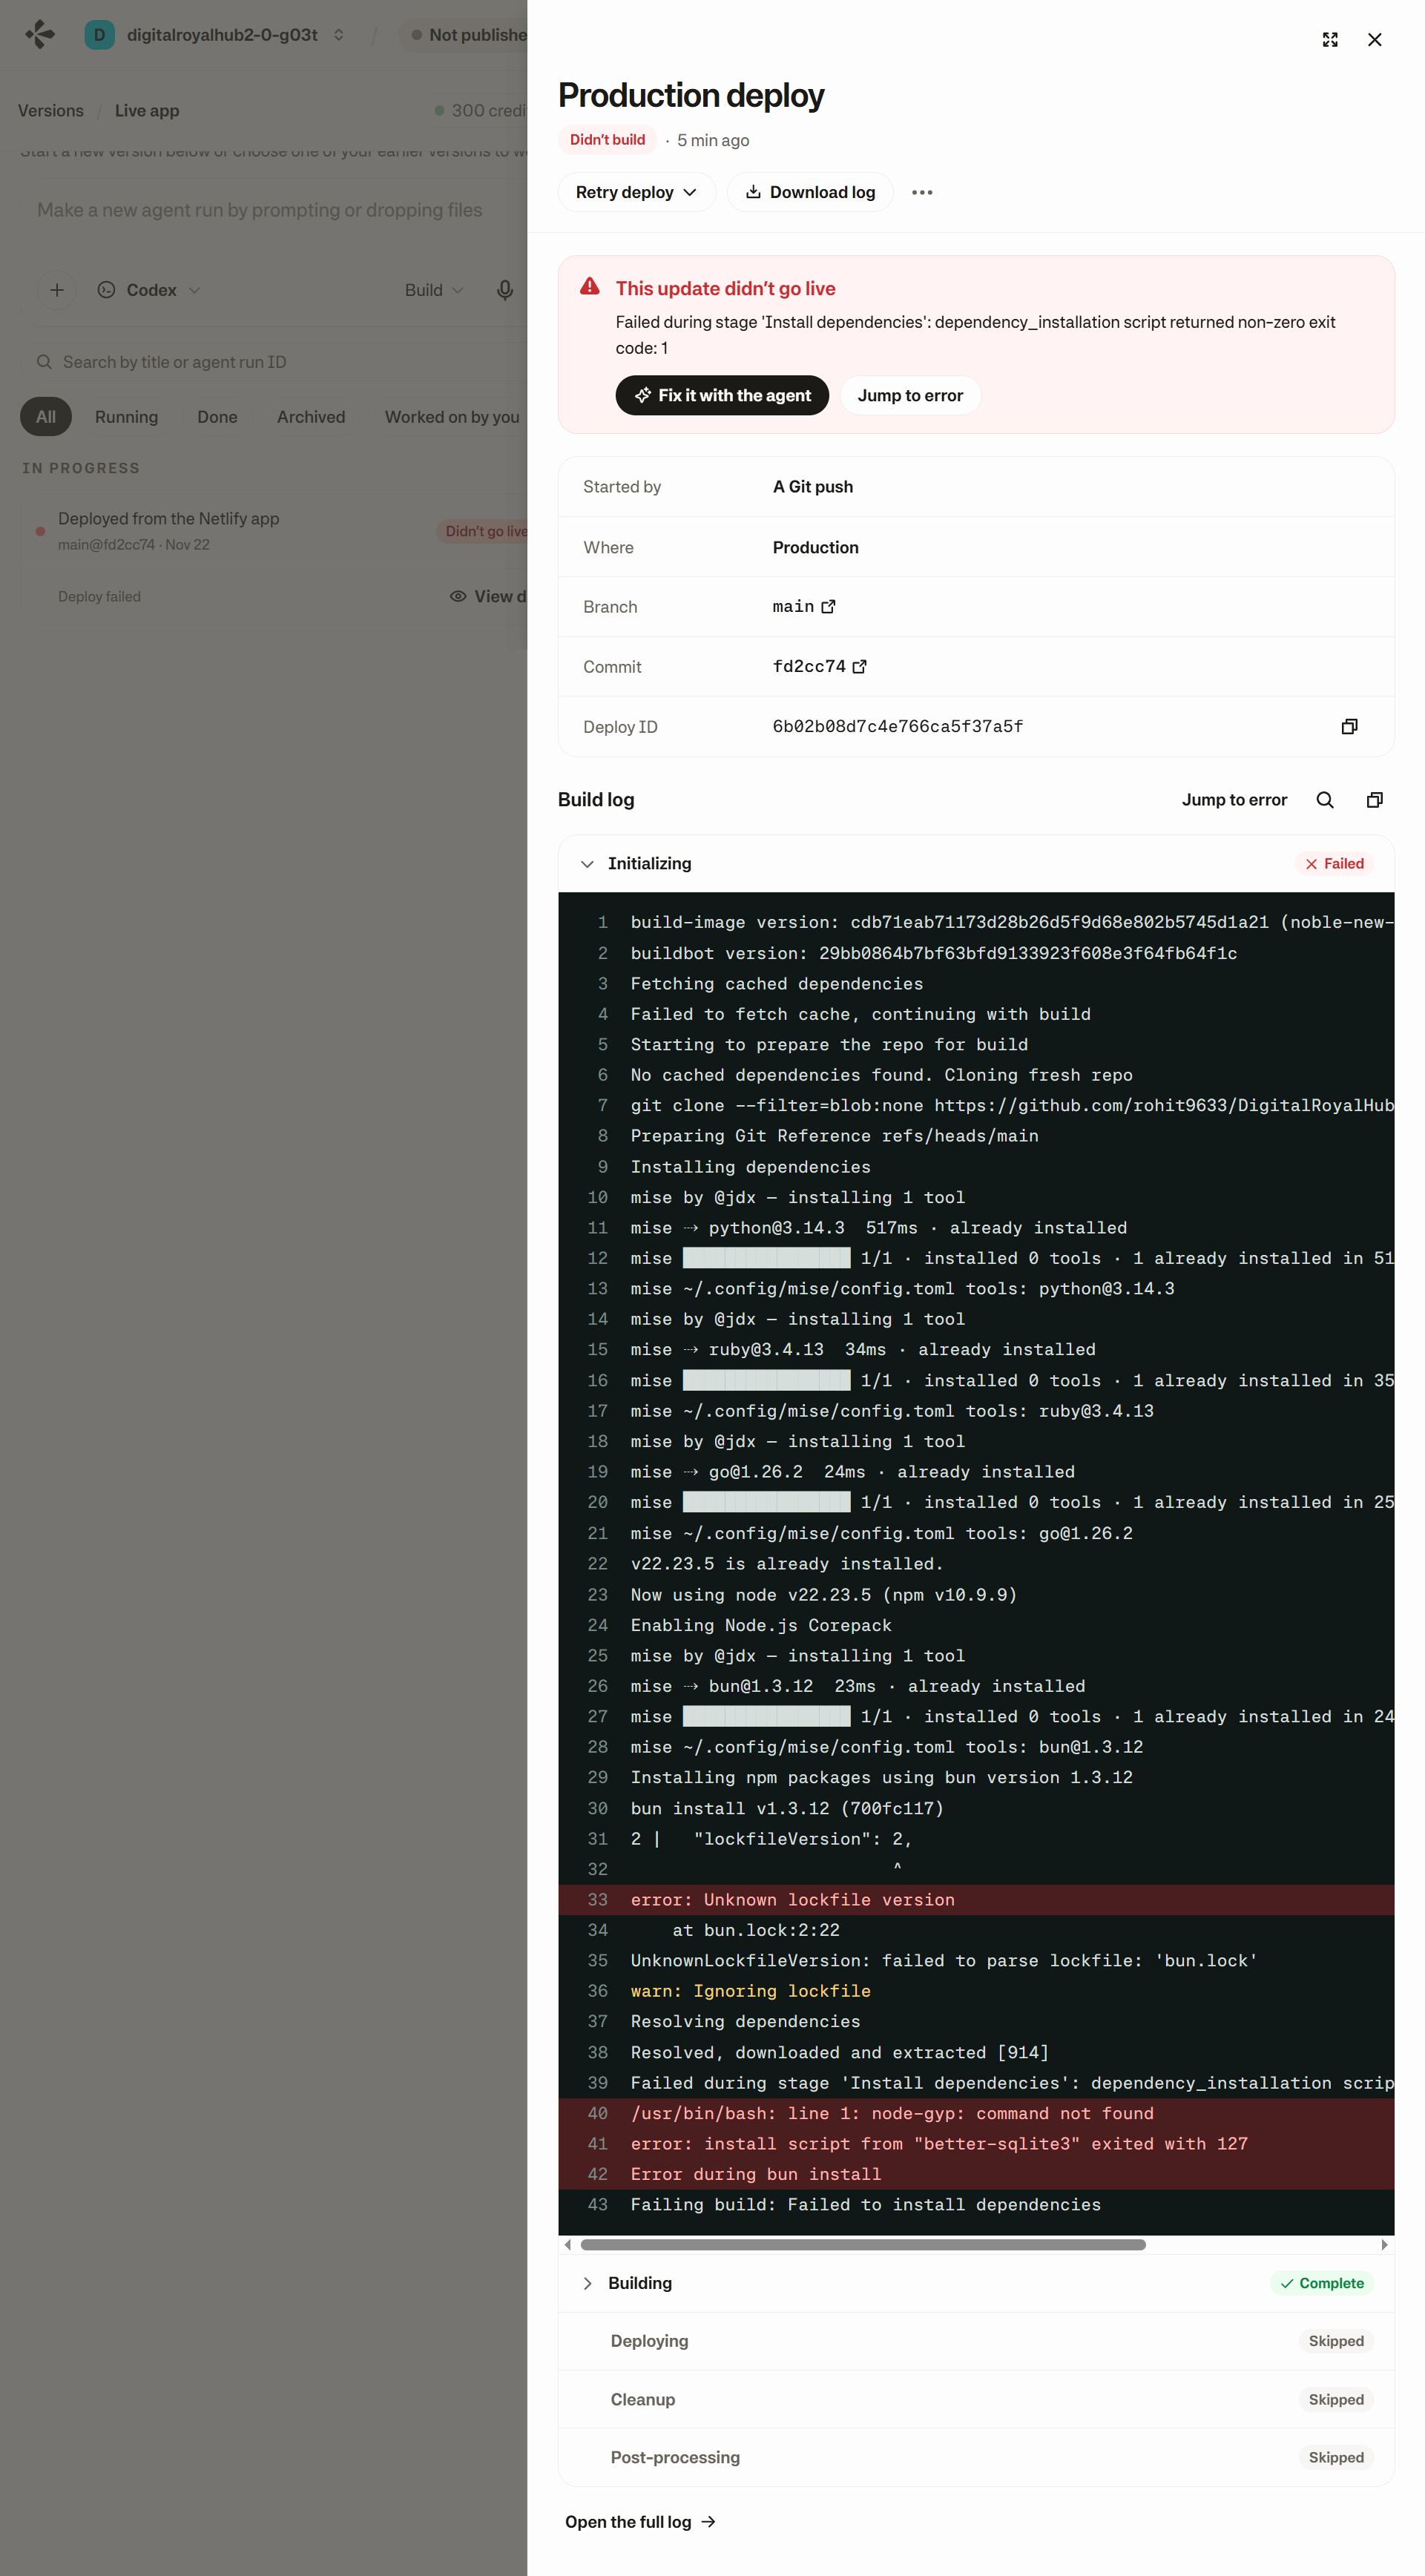 D digitalroyalhub2-0-g03t / Not publishe
Versions / Live app 300 credi
Start a new version below or choose one of your earlier versions to w
Make a new agent run by prompting or dropping files
Codex Build
Search by title or agent run ID
All Running Done Archived Worked on by you
IN PROGRESS
Deployed from the Netlify app
main@fd2cc74 · Nov 22
Didn't go live
Deploy failed
View d
Production deploy
Didn't build · 5 min ago
Retry deploy Download log
This update didn't go live
Failed during stage 'Install dependencies': dependency_installation script returned non-zero exit
code: 1
Fix it with the agent Jump to error
Started by A Git push
Where Production
Branch main
Commit fd2cc74
Deploy ID 6b02b08d7c4e766ca5f37a5f
Build log Jump to error
Initializing Failed
1 build-image version: cdb71eab71173d28b26d5f9d68e802b5745d1a21 (noble-new-
2 buildbot version: 29bb0864b7bf63bfd9133923f608e3f64fb64f1c
3 Fetching cached dependencies
4 Failed to fetch cache, continuing with build
5 Starting to prepare the repo for build
6 No cached dependencies found. Cloning fresh repo
7 git clone --filter=blob:none https://github.com/rohit9633/DigitalRoyalHub
8 Preparing Git Reference refs/heads/main
9 Installing dependencies
10 mise by @jdx – installing 1 tool
11 mise ⇢ python@3.14.3 517ms · already installed
12 mise ████████████████ 1/1 · installed 0 tools · 1 already installed in 51
13 mise ~/.config/mise/config.toml tools: python@3.14.3
14 mise by @jdx – installing 1 tool
15 mise ⇢ ruby@3.4.13 34ms · already installed
16 mise ████████████████ 1/1 · installed 0 tools · 1 already installed in 35
17 mise ~/.config/mise/config.toml tools: ruby@3.4.13
18 mise by @jdx – installing 1 tool
19 mise ⇢ go@1.26.2 24ms · already installed
20 mise ████████████████ 1/1 · installed 0 tools · 1 already installed in 25
21 mise ~/.config/mise/config.toml tools: go@1.26.2
22 v22.23.5 is already installed.
23 Now using node v22.23.5 (npm v10.9.9)
24 Enabling Node.js Corepack
25 mise by @jdx – installing 1 tool
26 mise ⇢ bun@1.3.12 23ms · already installed
27 mise ████████████████ 1/1 · installed 0 tools · 1 already installed in 24
28 mise ~/.config/mise/config.toml tools: bun@1.3.12
29 Installing npm packages using bun version 1.3.12
30 bun install v1.3.12 (700fc117)
31 2 | "lockfileVersion": 2,
32 ^
33 error: Unknown lockfile version
34 at bun.lock:2:22
35 UnknownLockfileVersion: failed to parse lockfile: 'bun.lock'
36 warn: Ignoring lockfile
37 Resolving dependencies
38 Resolved, downloaded and extracted [914]
39 Failed during stage 'Install dependencies': dependency_installation scrip
40 /usr/bin/bash: line 1: node-gyp: command not found
41 error: install script from "better-sqlite3" exited with 127
42 Error during bun install
43 Failing build: Failed to install dependencies
Building Complete
Deploying Skipped
Cleanup Skipped
Post-processing Skipped
Open the full log →